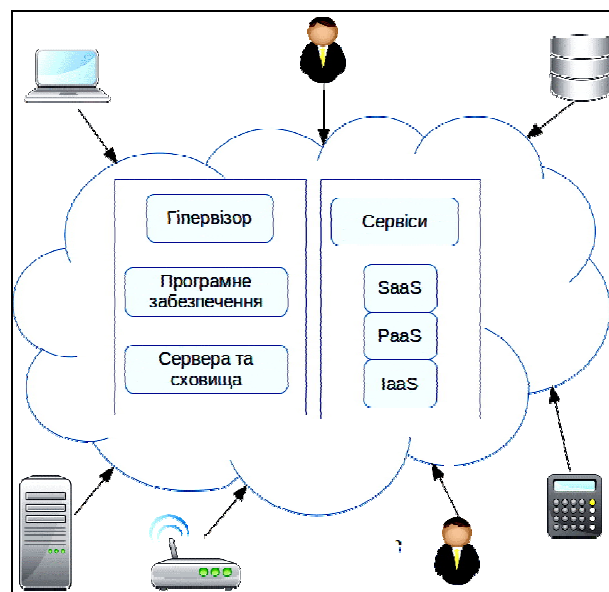 Гіпервізор
Програмне
забезпечення
Сервера та
сховища
Сервіси
SaaS
PaaS
IaaS